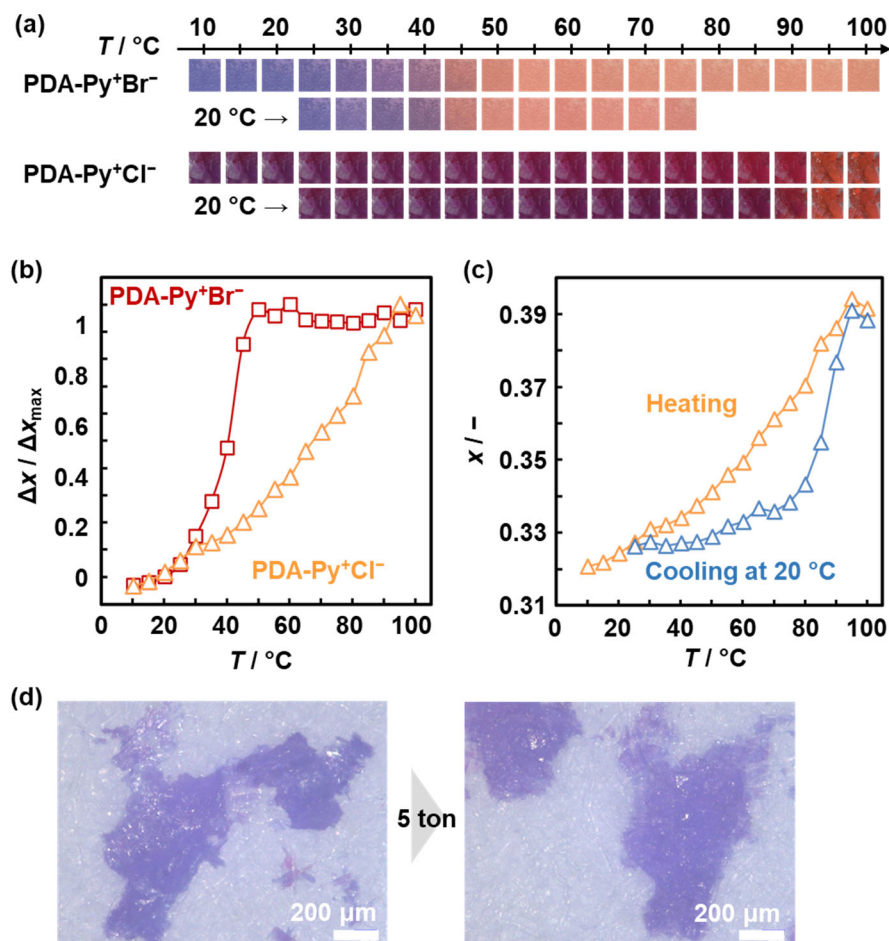 (a)
T / °C
10 20 30 40 50 60 70 80 90 100
PDA-Py⁺Br⁻
20 °C →
PDA-Py⁺Cl⁻
20 °C →
(b)
PDA-Py⁺Br⁻
1
0.8
0.6
0.4
0.2
0
Δx / Δxmax
PDA-Py⁺Cl⁻
0 20 40 60 80 100
T / °C
(c)
0.39
0.37
0.35
0.33
0.31
x / –
Heating
Cooling at 20 °C
0 20 40 60 80 100
T / °C
(d)
5 ton
200 μm
200 μm